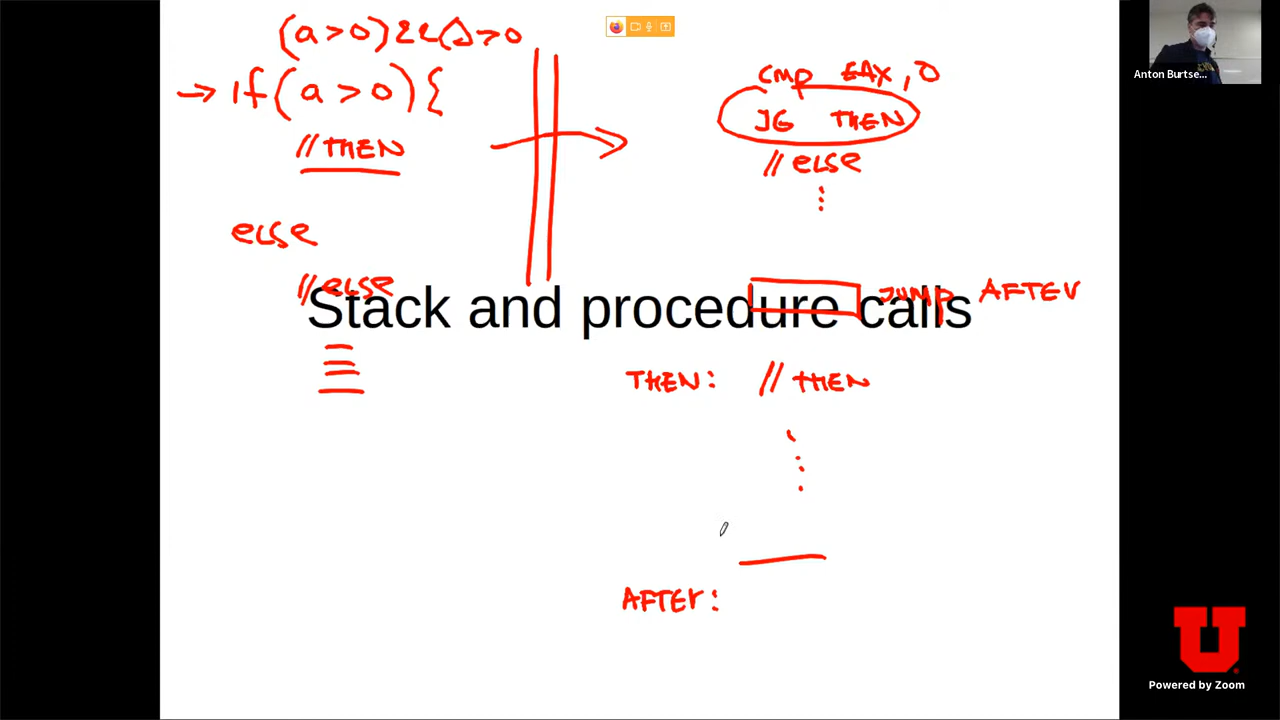 (a>0)&&(b>0
→ if(a>0){
//THEN
else
//else
cmp EAX,0
JG THEN
//else
JUMP AFTER
Stack and procedure calls
THEN: //THEN
AFTER:
Anton Burtse...
U
Powered by Zoom